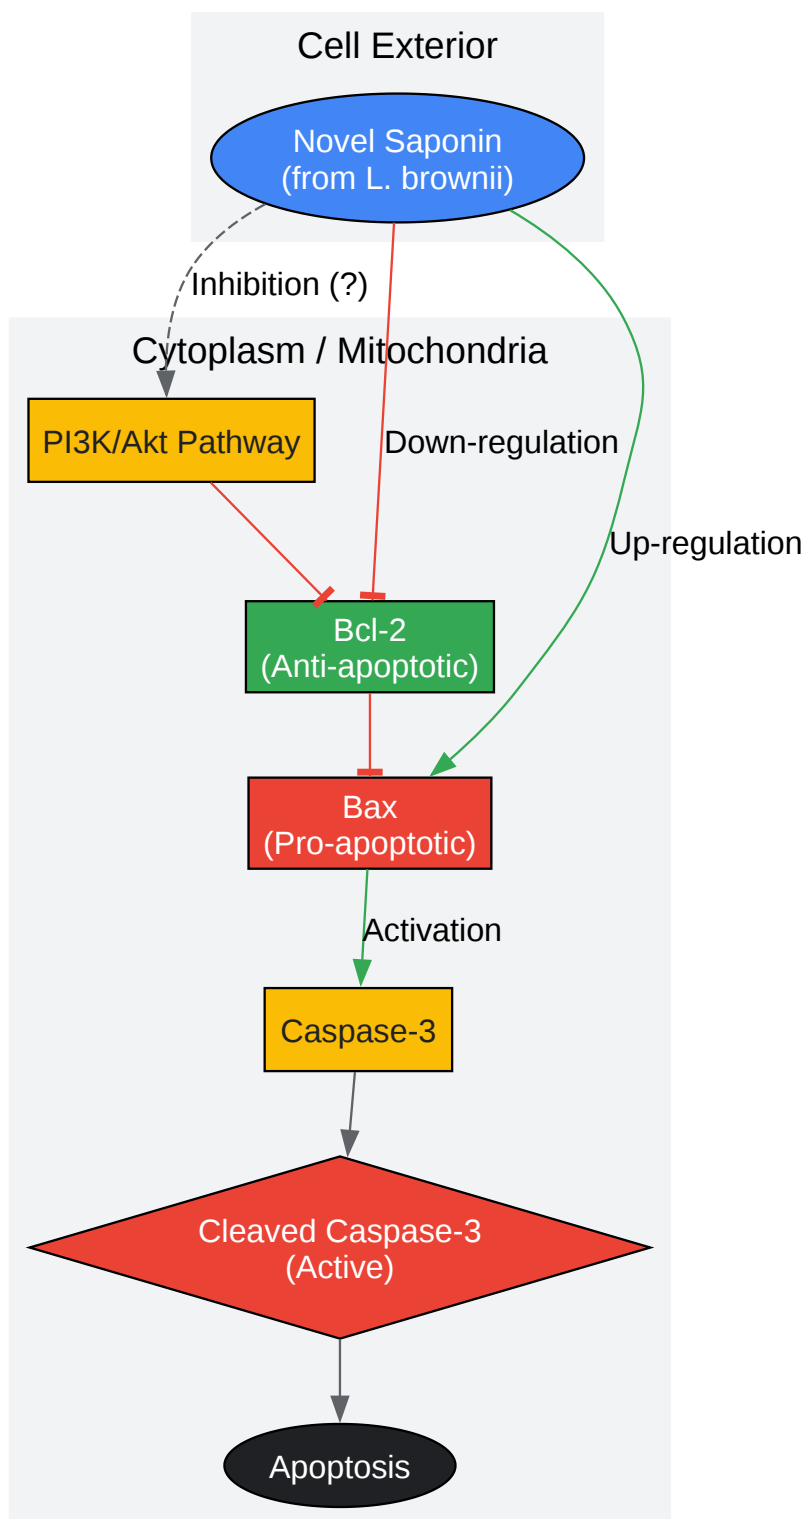 Cell Exterior
Novel Saponin
(from L. brownii)
Inhibition (?)
Cytoplasm / Mitochondria
PI3K/Akt Pathway
Down-regulation
Up-regulation
Bcl-2
(Anti-apoptotic)
Bax
(Pro-apoptotic)
Activation
Caspase-3
Cleaved Caspase-3
(Active)
Apoptosis